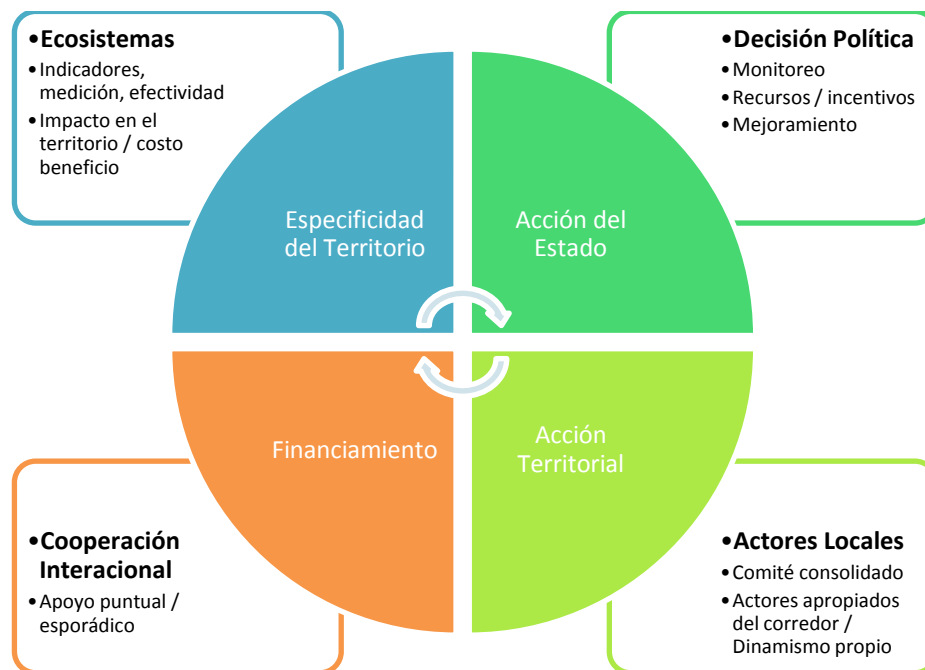 •Ecosistemas
•Indicadores,
medición, efectividad
•Impacto en el
territorio / costo
beneficio
•Decisión Política
•Monitoreo
•Recursos / incentivos
•Mejoramiento
Especificidad
del Territorio
Acción del
Estado
Financiamiento
Acción
Territorial
•Cooperación
Interacional
•Apoyo puntual /
esporádico
•Actores Locales
•Comité consolidado
•Actores apropiados
del corredor /
Dinamismo propio